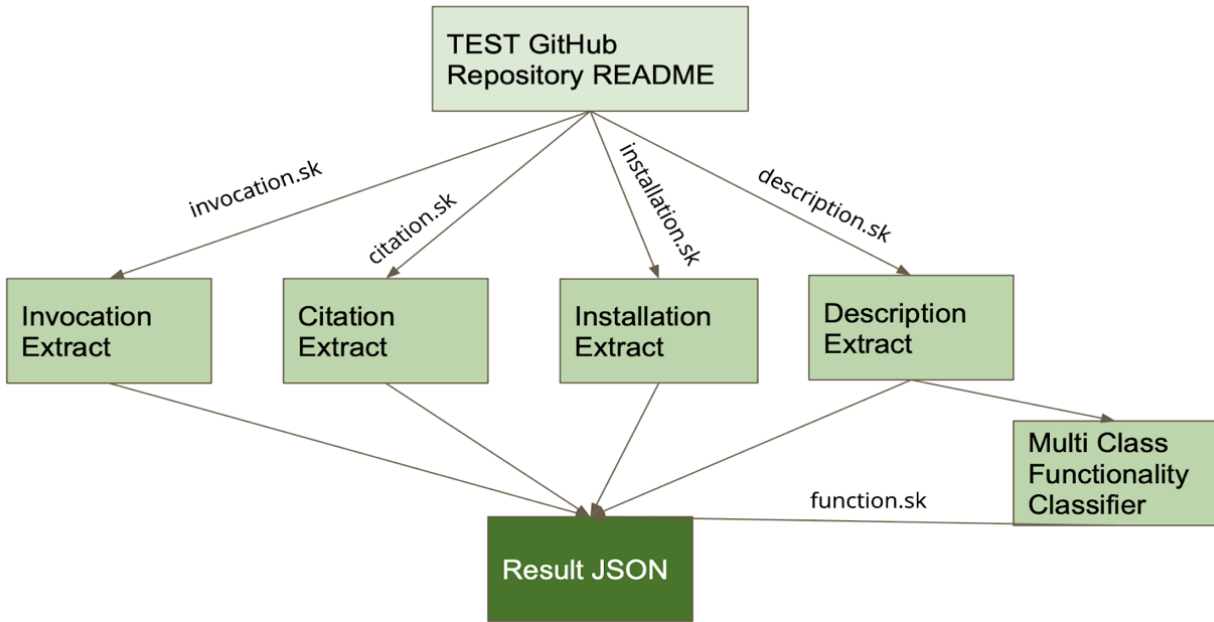 TEST GitHub
Repository README
invocation.sk
citation.sk
installation.sk
description.sk
Invocation
Extract
Citation
Extract
Installation
Extract
Description
Extract
Multi Class
Functionality
Classifier
function.sk
Result JSON